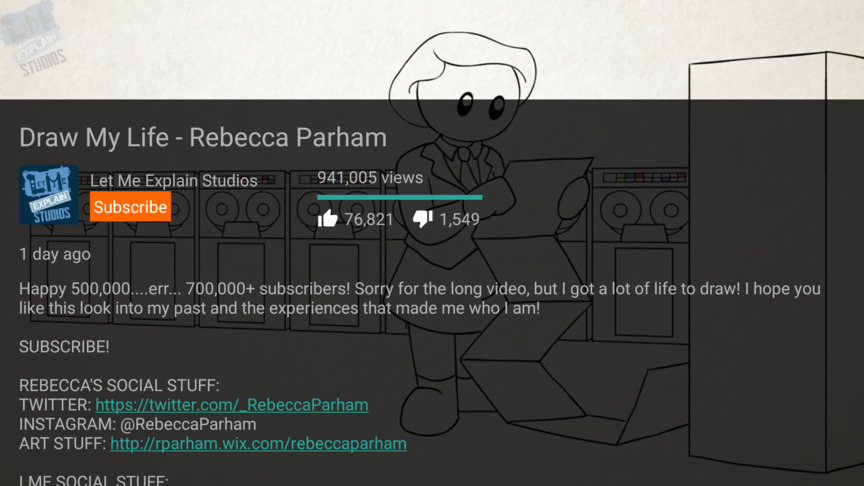 EXPLAIN
STUDIOS
Draw My Life - Rebecca Parham
LET ME
EXPLAIN
STUDIOS
Let Me Explain Studios
Subscribe
941,005 views
76,821 1,549
1 day ago
Happy 500,000....err... 700,000+ subscribers! Sorry for the long video, but I got a lot of life to draw! I hope you
like this look into my past and the experiences that made me who I am!
SUBSCRIBE!
REBECCA'S SOCIAL STUFF:
TWITTER: https://twitter.com/_RebeccaParham
INSTAGRAM: @RebeccaParham
ART STUFF: http://rparham.wix.com/rebeccaparham
LME SOCIAL STUFF: